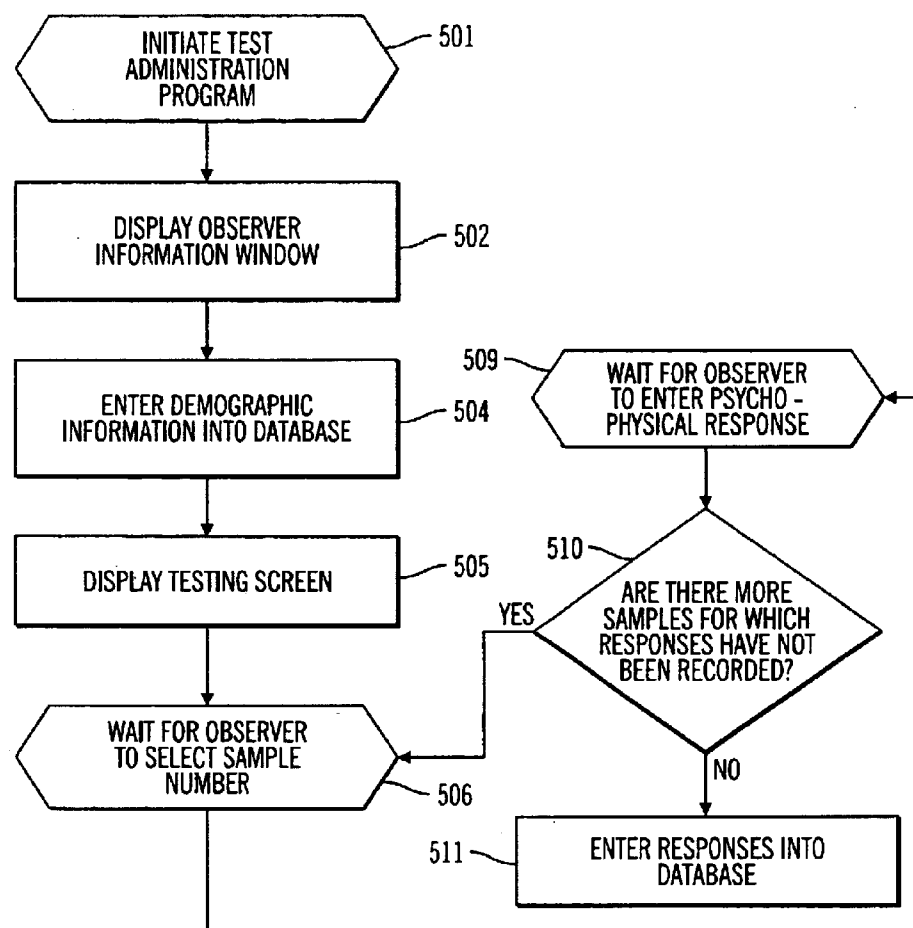 INITIATE TEST
ADMINISTRATION
PROGRAM
501
DISPLAY OBSERVER
INFORMATION WINDOW
502
ENTER DEMOGRAPHIC
INFORMATION INTO DATABASE
504
DISPLAY TESTING SCREEN
505
WAIT FOR OBSERVER
TO SELECT SAMPLE
NUMBER
506
509
WAIT FOR OBSERVER
TO ENTER PSYCHO -
PHYSICAL RESPONSE
510
ARE THERE MORE
SAMPLES FOR WHICH
RESPONSES HAVE NOT
BEEN RECORDED?
YES
NO
511
ENTER RESPONSES INTO
DATABASE